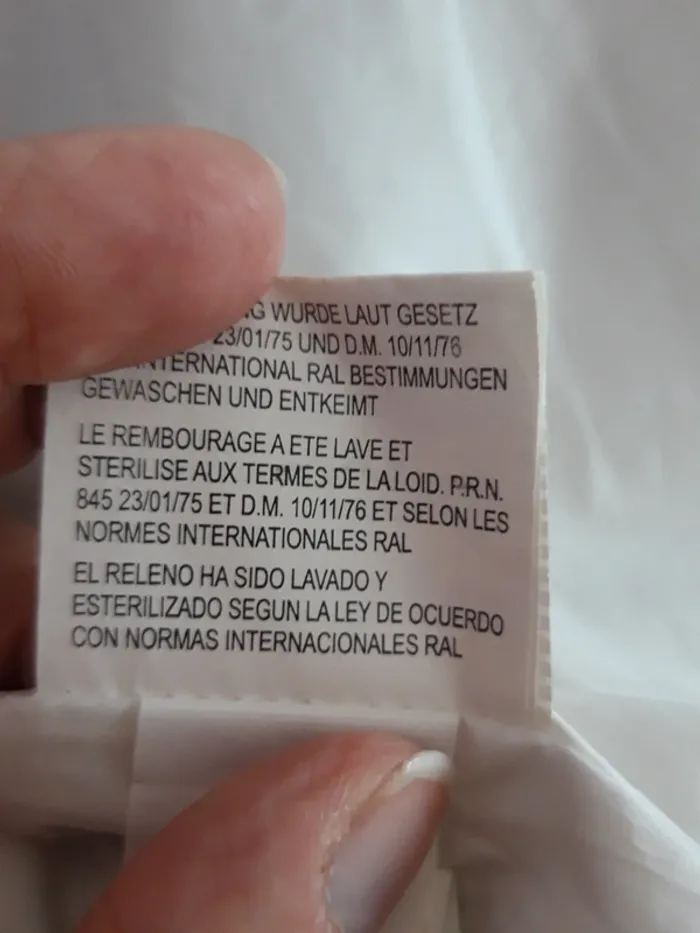 WURDE LAUT GESETZ
23/01/75 UND D.M. 10/11/76
INTERNATIONAL RAL BESTIMMUNGEN
GEWASCHEN UND ENTKEIMT
LE REMBOURAGE A ETE LAVE ET
STERILISE AUX TERMES DE LA LOID. P.R.N.
845 23/01/75 ET D.M. 10/11/76 ET SELON LES
NORMES INTERNATIONALES RAL
EL RELENO HA SIDO LAVADO Y
ESTERILIZADO SEGUN LA LEY DE OCUERDO
CON NORMAS INTERNACIONALES RAL